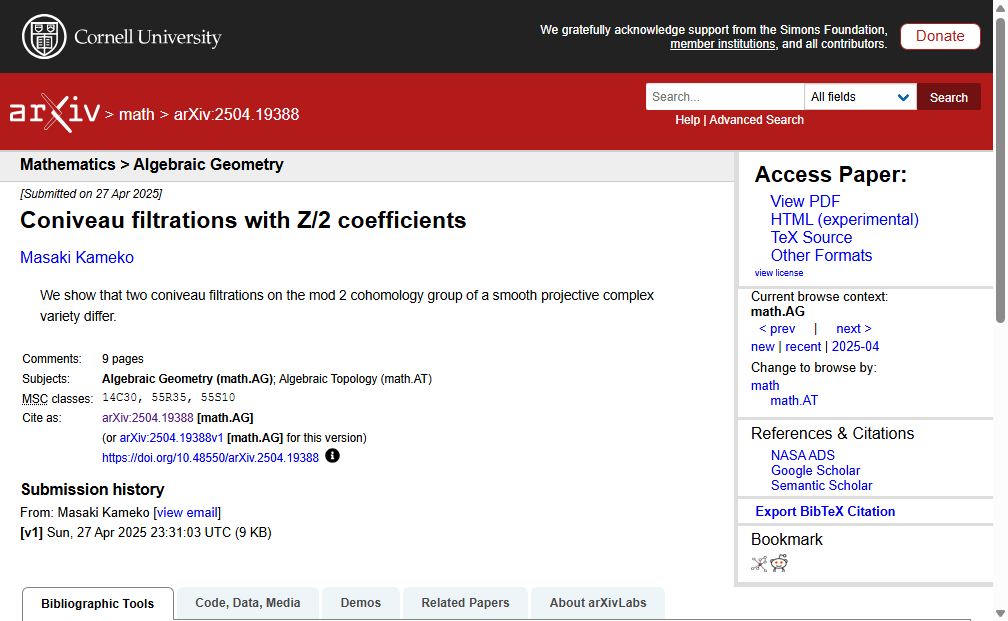 Cornell University
We gratefully acknowledge support from the Simons Foundation,
member institutions, and all contributors.
Donate
arXiv > math > arXiv:2504.19388
Search...
All fields
Search
Help | Advanced Search
Mathematics > Algebraic Geometry
[Submitted on 27 Apr 2025]
Coniveau filtrations with Z/2 coefficients
Masaki Kameko
We show that two coniveau filtrations on the mod 2 cohomology group of a smooth projective complex
variety differ.
Comments: 9 pages
Subjects: Algebraic Geometry (math.AG); Algebraic Topology (math.AT)
MSC classes: 14C30, 55R35, 55S10
Cite as: arXiv:2504.19388 [math.AG]
(or arXiv:2504.19388v1 [math.AG] for this version)
https://doi.org/10.48550/arXiv.2504.19388
Submission history
From: Masaki Kameko [view email]
[v1] Sun, 27 Apr 2025 23:31:03 UTC (9 KB)
Access Paper:
View PDF
HTML (experimental)
TeX Source
Other Formats
view license
Current browse context:
math.AG
< prev | next >
new | recent | 2025-04
Change to browse by:
math
math.AT
References & Citations
NASA ADS
Google Scholar
Semantic Scholar
Export BibTeX Citation
Bookmark
Bibliographic Tools
Code, Data, Media
Demos
Related Papers
About arXivLabs